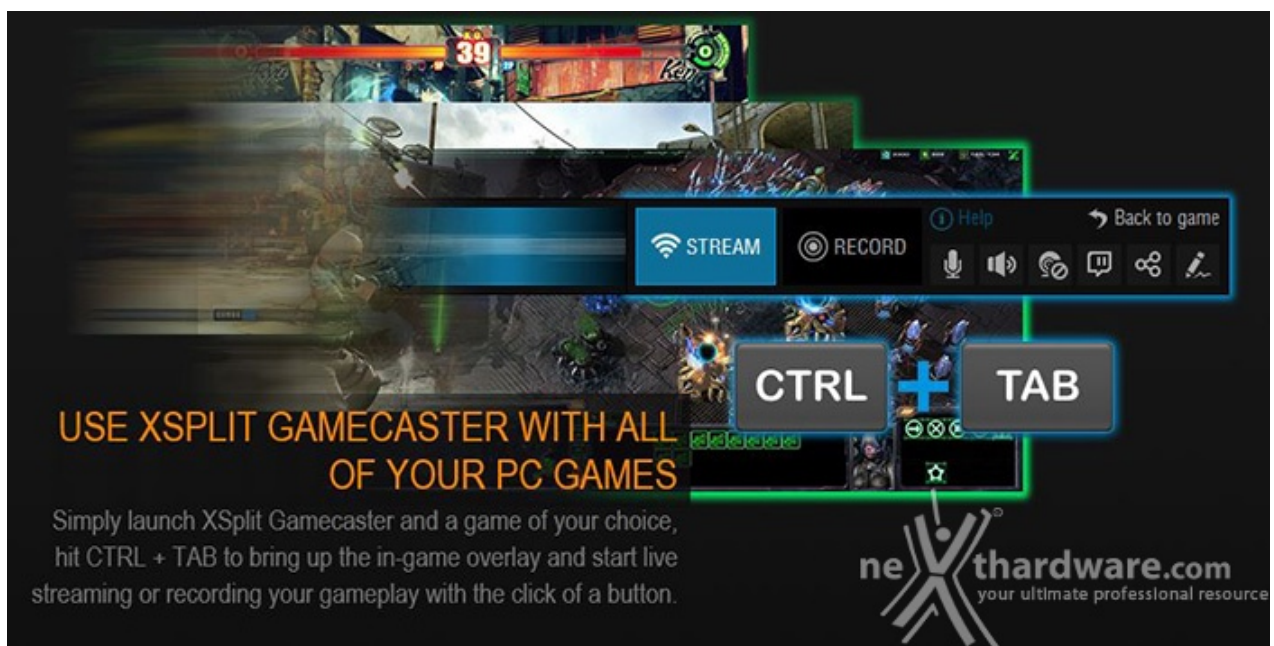 39
Ken
Help
Back to game
STREAM
RECORD
CTRL + TAB
USE XSPLIT GAMECASTER WITH ALL
OF YOUR PC GAMES
Simply launch XSplit Gamecaster and a game of your choice,
hit CTRL + TAB to bring up the in-game overlay and start live
streaming or recording your gameplay with the click of a button.
neXthardware.com
your ultimate professional resource